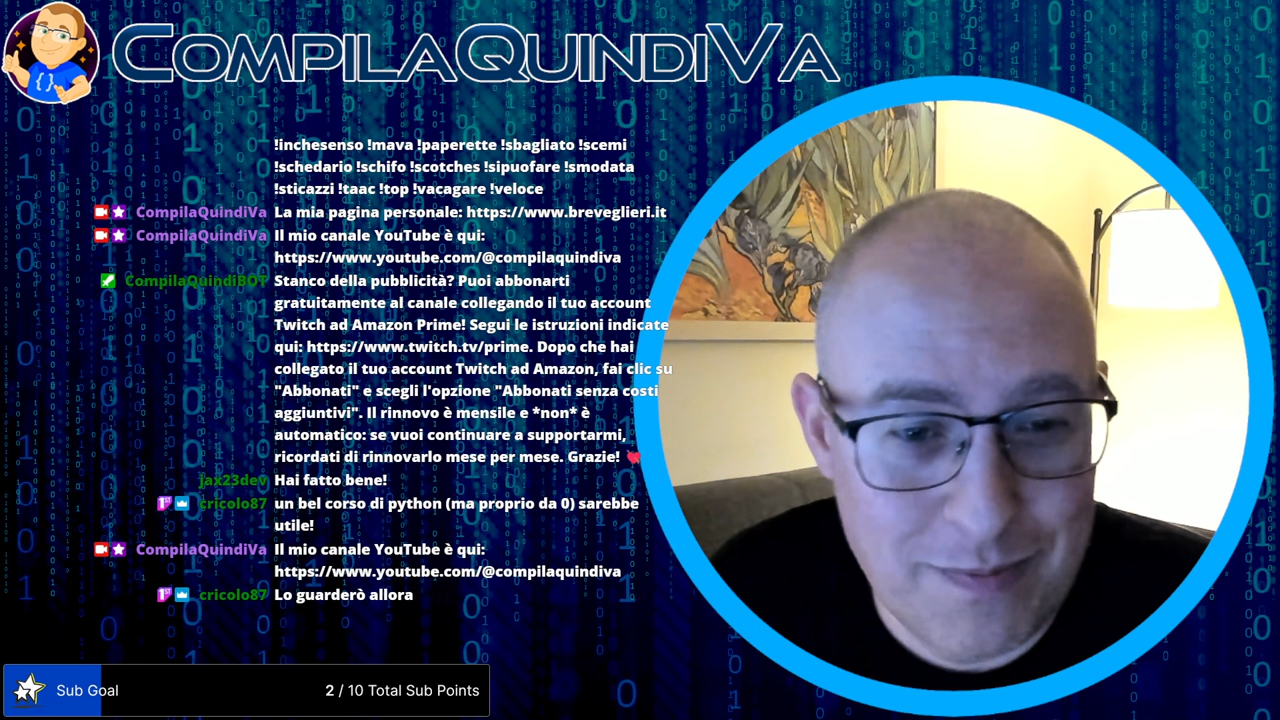 COMPILAQUINDIVA
!inchesenso !mava !paperette !sbagliato !scemi
!schedario !schifo !scotches !sipuofare !smodata
!sticazzi !taac !top !vacagare !veloce
CompilaQuindiVa La mia pagina personale: https://www.breveglieri.it
CompilaQuindiVa Il mio canale YouTube è qui:
https://www.youtube.com/@compilaquindiva
CompilaQuindiBOT Stanco della pubblicità? Puoi abbonarti
gratuitamente al canale collegando il tuo account
Twitch ad Amazon Prime! Segui le istruzioni indicate
qui: https://www.twitch.tv/prime. Dopo che hai
collegato il tuo account Twitch ad Amazon, fai clic su
"Abbonati" e scegli l'opzione "Abbonati senza costi
aggiuntivi". Il rinnovo è mensile e *non* è
automatico: se vuoi continuare a supportarmi,
ricordati di rinnovarlo mese per mese. Grazie!
jax23dev Hai fatto bene!
cricolo87 un bel corso di python (ma proprio da 0) sarebbe
utile!
CompilaQuindiVa Il mio canale YouTube è qui:
https://www.youtube.com/@compilaquindiva
cricolo87 Lo guarderò allora
Sub Goal 2 / 10 Total Sub Points